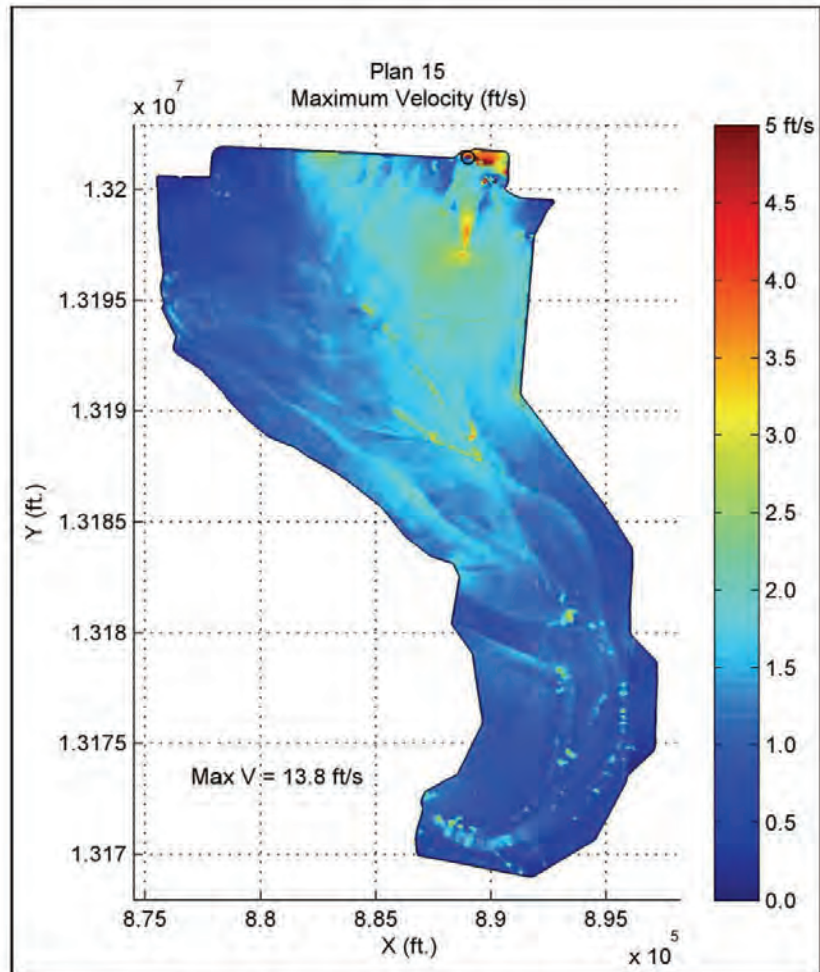 Plan 15
Maximum Velocity (ft/s)
x 10 7
5 ft/s
4.5
4.0
3.5
3.0
2.5
2.0
1.5
1.0
0.5
0.0
1.32
1.3195
1.319
1.3185
1.318
1.3175
1.317
Y (ft.)
Max V = 13.8 ft/s
8.75
8.8
8.85
8.9
8.95
X (ft.)
x 10 5